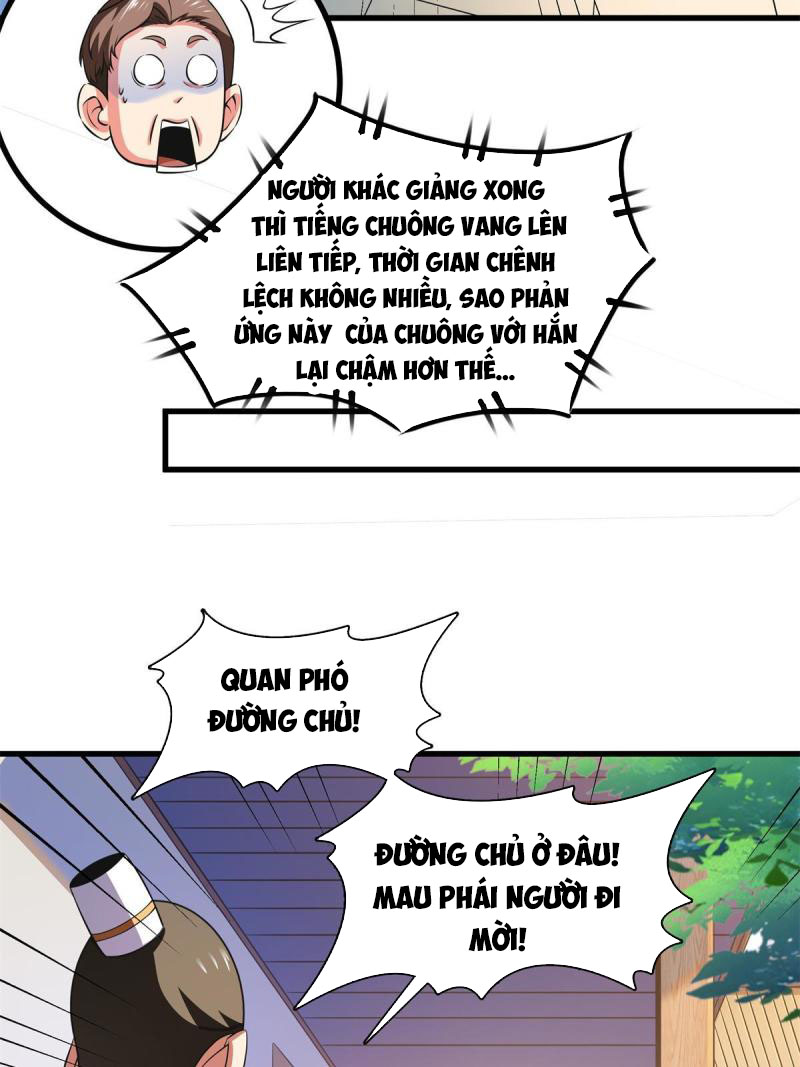 NGƯỜI KHÁC GIẢNG XONG
THÌ TIẾNG CHUÔNG VANG LÊN
LIÊN TIẾP, THỜI GIAN CHÊNH
LỆCH KHÔNG NHIỀU, SAO PHẢN
ỨNG NÀY CỦA CHUÔNG VỚI HẮN
LẠI CHẬM HƠN THẾ...
QUAN PHÓ
ĐƯỜNG CHỦ!
ĐƯỜNG CHỦ Ở ĐÂU!
MAU PHÁI NGƯỜI ĐI
MỜI!